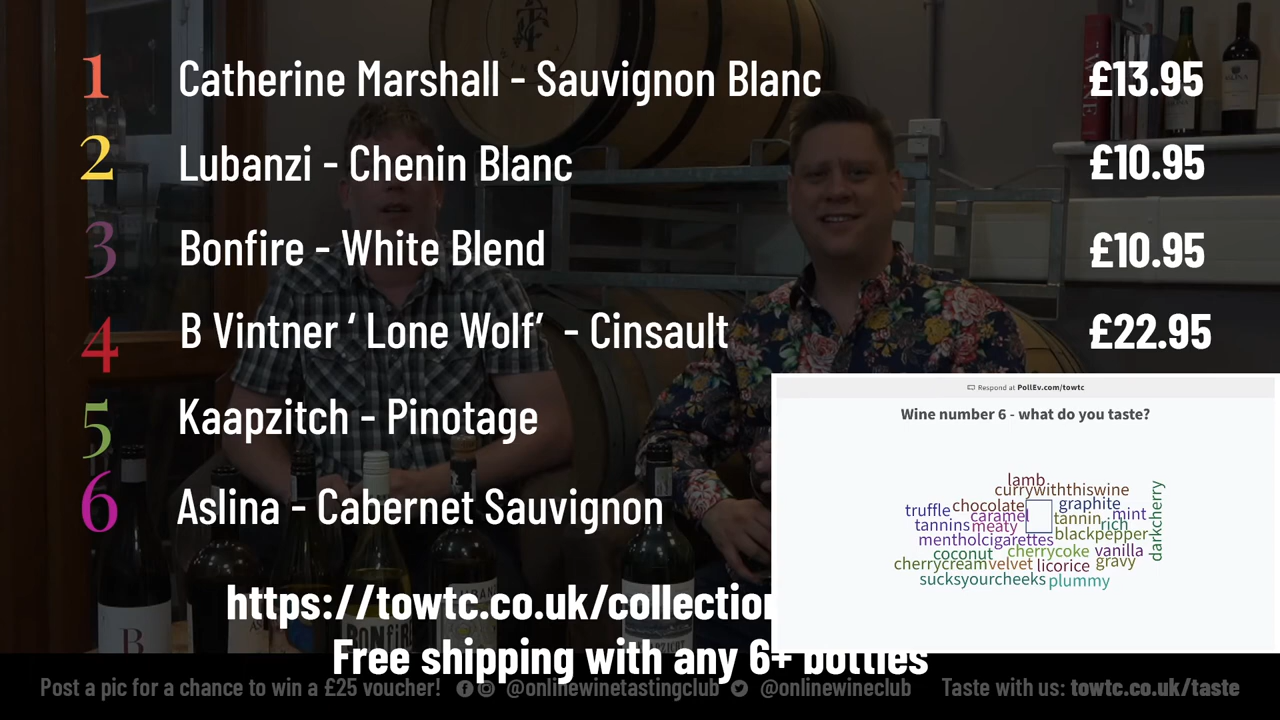 1 Catherine Marshall - Sauvignon Blanc £13.95
2 Lubanzi - Chenin Blanc £10.95
3 Bonfire - White Blend £10.95
4 B Vintner ‘ Lone Wolf’ - Cinsault £22.95
5 Kaapzitch - Pinotage
6 Aslina - Cabernet Sauvignon
https://towtc.co.uk/collection
Free shipping with any 6+ bottles
Respond at PollEv.com/towtc
Wine number 6 - what do you taste?
lamb
currywiththiswine
truffle chocolate graphite
caramel tannin mint
tannins meaty rich
blackpepper
mentholcigarettes
darkcherry
coconut cherrycoke vanilla
cherrycream velvet licorice gravy
sucksyourcheeks plummy
BONFIRE
B
Post a pic for a chance to win a £25 voucher! @onlinewinetastingclub @onlinewineclub Taste with us: towtc.co.uk/taste